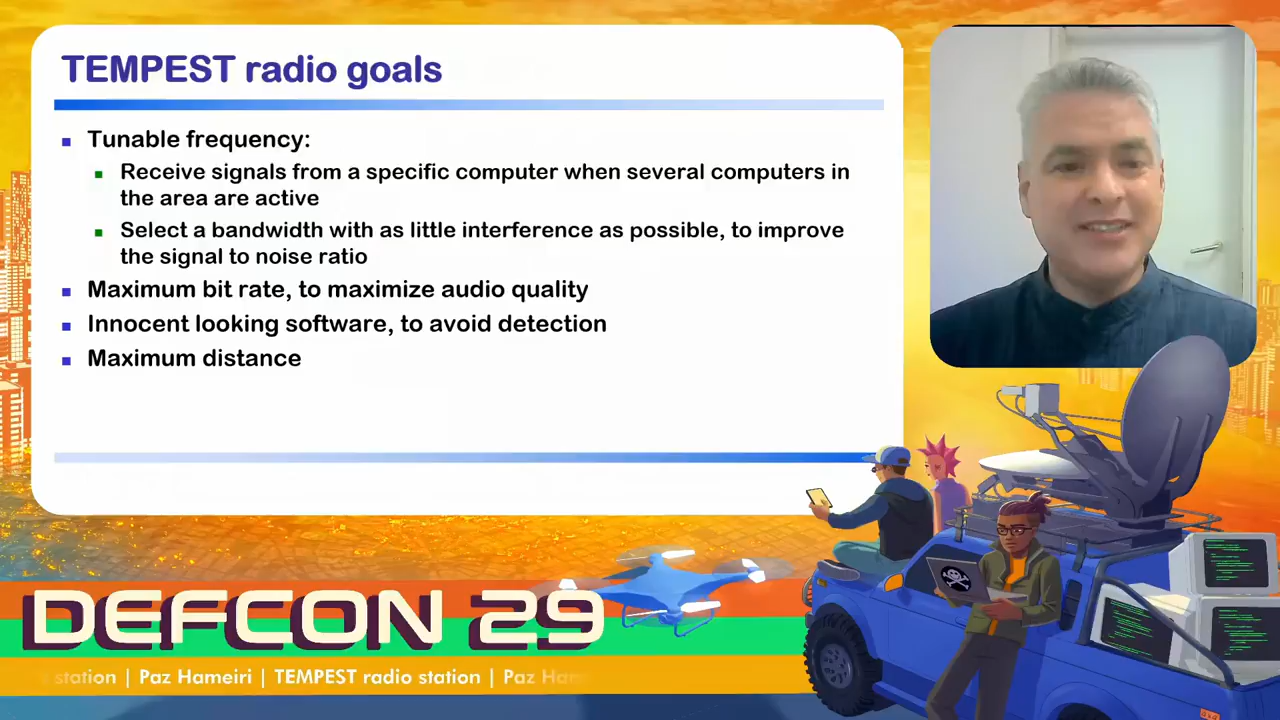 TEMPEST radio goals
Tunable frequency:
Receive signals from a specific computer when several computers in
the area are active
Select a bandwidth with as little interference as possible, to improve
the signal to noise ratio
Maximum bit rate, to maximize audio quality
Innocent looking software, to avoid detection
Maximum distance
DEFCON 29
station | Paz Hameiri | TEMPEST radio station | Paz Ham